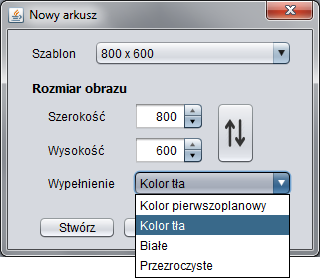 Nowy arkusz
Szablon 800 x 600
Rozmiar obrazu
Szerokość 800
Wysokość 600
Wypełnienie Kolor tła
Kolor pierwszoplanowy
Stwórz Kolor tła
Białe
Przezroczyste